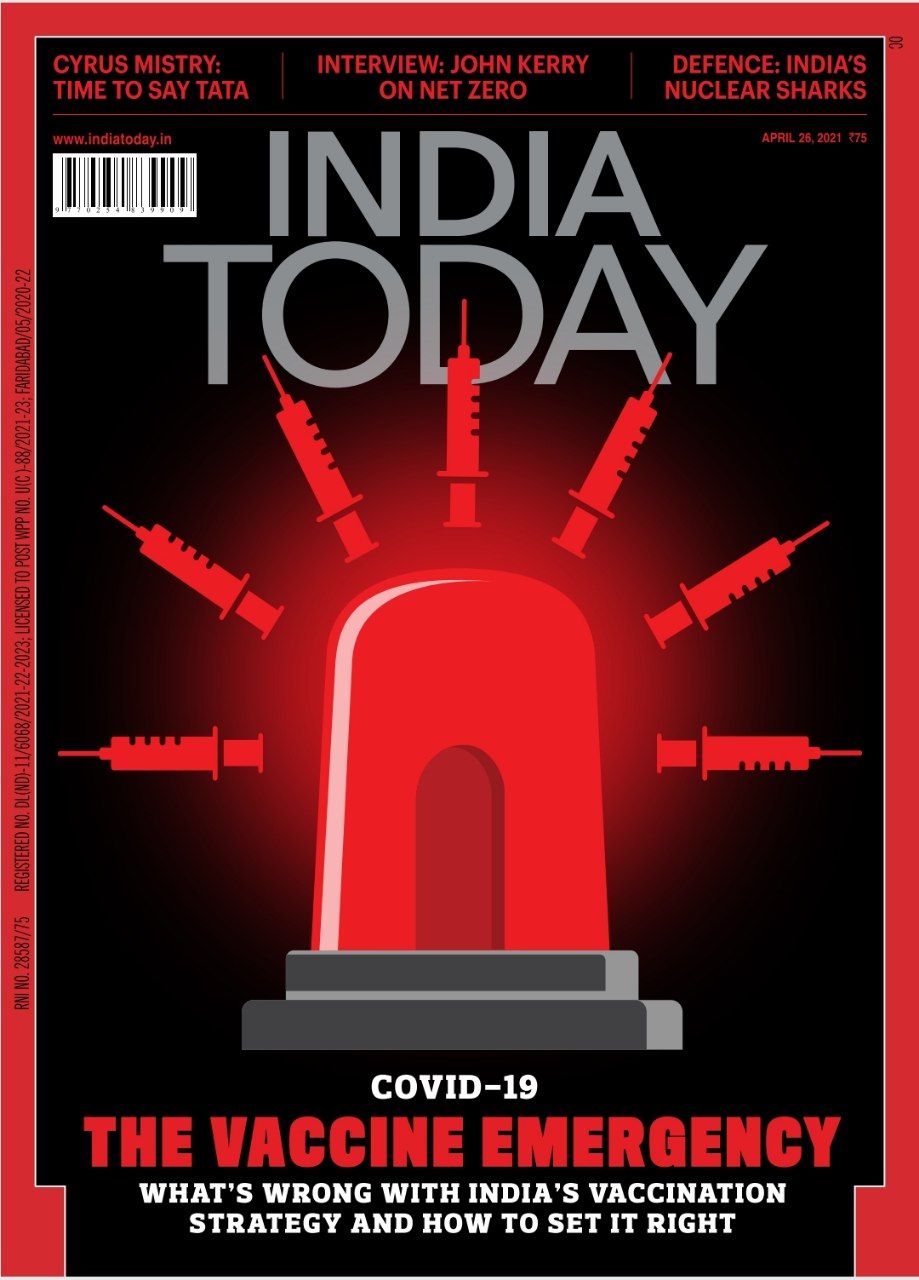 CYRUS MISTRY:
TIME TO SAY TATA
INTERVIEW: JOHN KERRY
ON NET ZERO
DEFENCE: INDIA'S
NUCLEAR SHARKS
www.indiatoday.in
APRIL 26, 2021 ₹75
9 770254 839909
INDIA
TODAY
RNI NO. 28587/75 REGISTERED NO. DL(ND)-11/6068/2021-22-2023; LICENSED TO POST WPP NO. U(C)-88/2021-23; FARIDABAD/05/2020-22
COVID-19
THE VACCINE EMERGENCY
WHAT'S WRONG WITH INDIA'S VACCINATION
STRATEGY AND HOW TO SET IT RIGHT